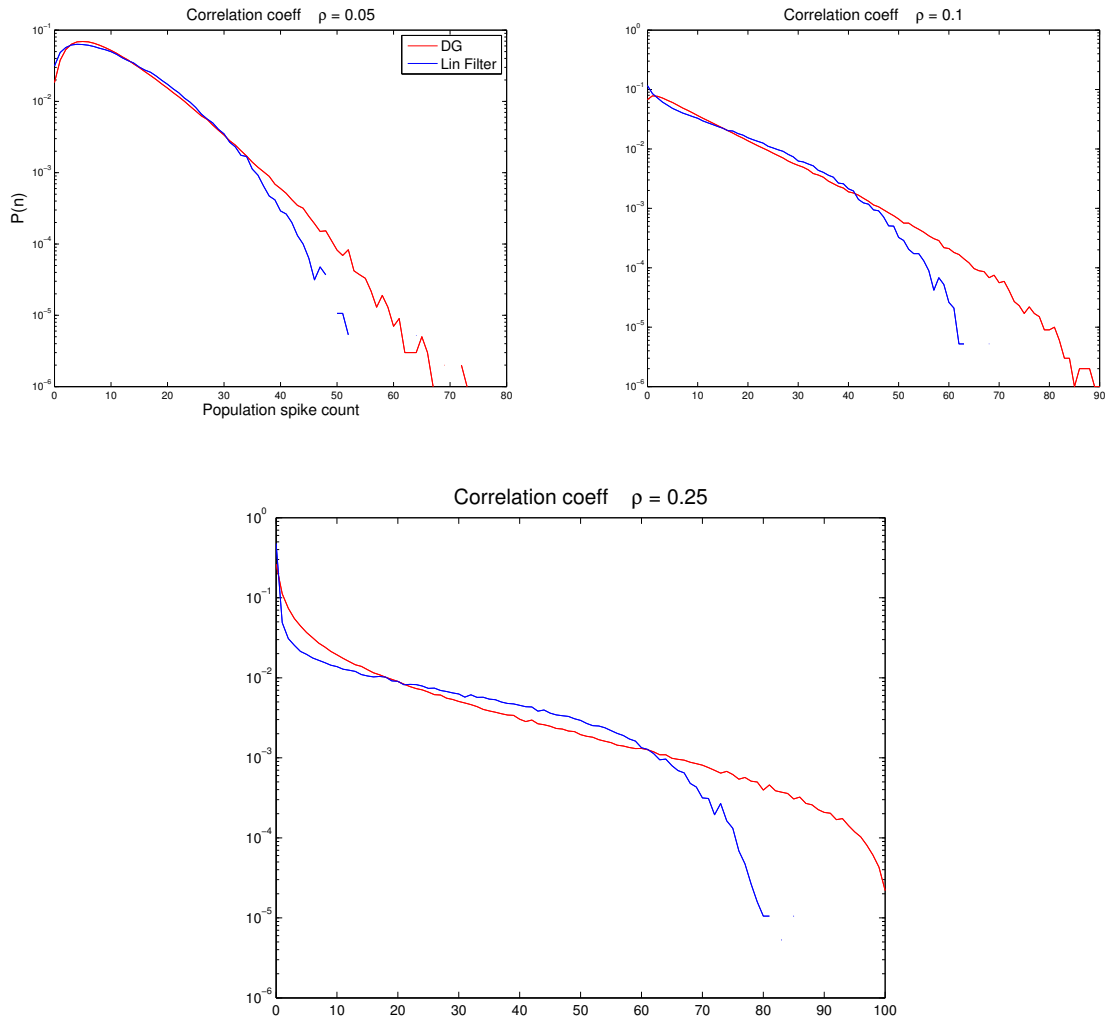 Correlation coeff ρ = 0.05
10⁻¹
10⁻²
10⁻³
10⁻⁴
10⁻⁵
10⁻⁶
P(n)
DG
Lin Filter
0 10 20 30 40 50 60 70 80
Population spike count
Correlation coeff ρ = 0.1
10⁰
10⁻¹
10⁻²
10⁻³
10⁻⁴
10⁻⁵
10⁻⁶
0 10 20 30 40 50 60 70 80 90
Correlation coeff ρ = 0.25
10⁰
10⁻¹
10⁻²
10⁻³
10⁻⁴
10⁻⁵
10⁻⁶
0 10 20 30 40 50 60 70 80 90 100